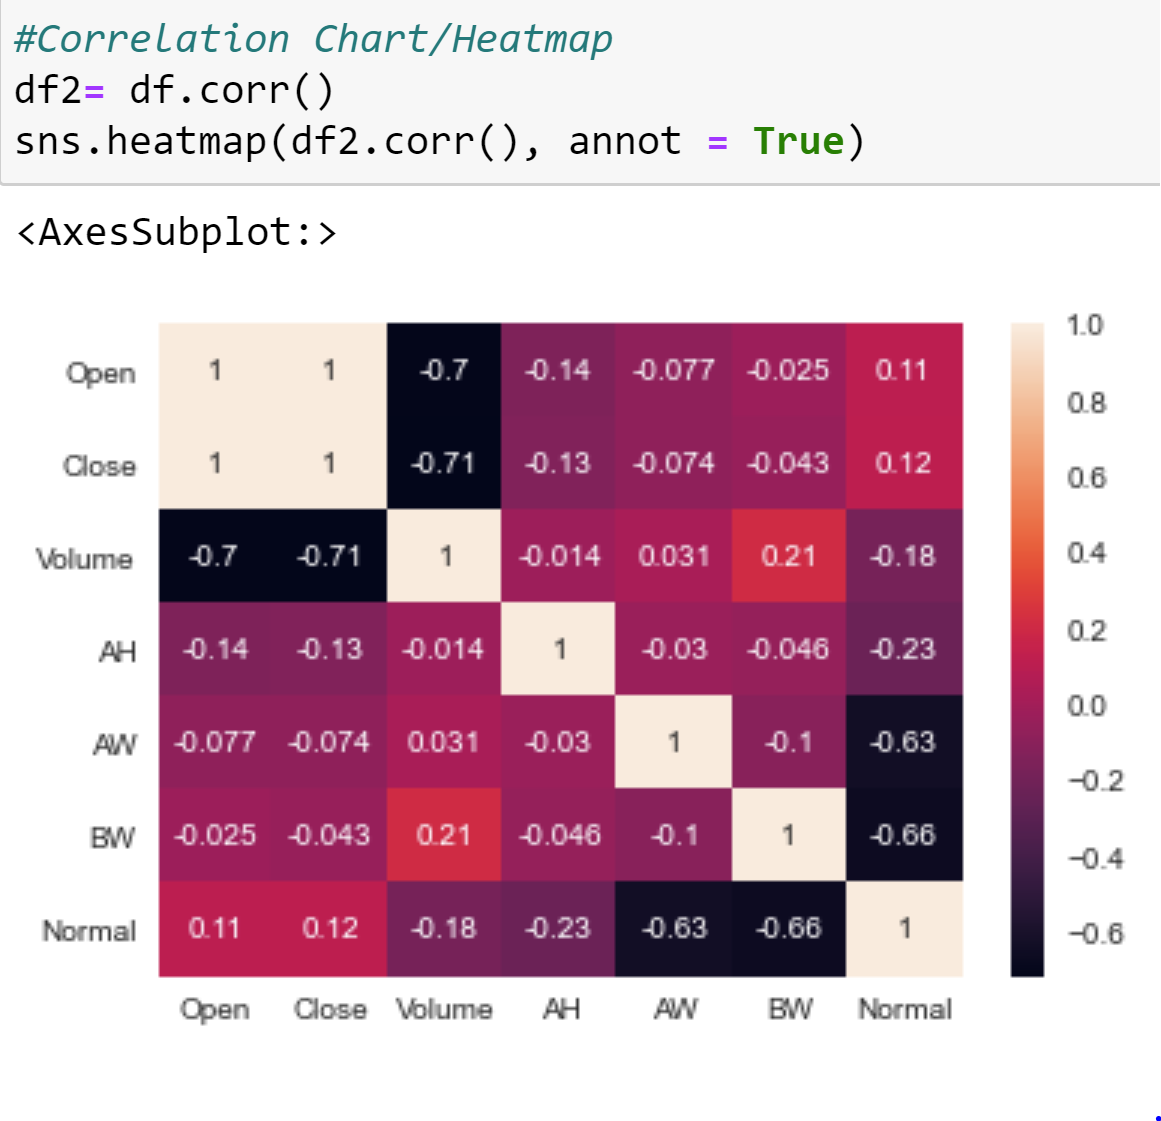 #Correlation Chart/Heatmap
df2= df.corr()
sns.heatmap(df2.corr(), annot = True)
<AxesSubplot:>
Open 1 1 -0.7 -0.14 -0.077 -0.025 0.11
Close 1 1 -0.71 -0.13 -0.074 -0.043 0.12
Volume -0.7 -0.71 1 -0.014 0.031 0.21 -0.18
AH -0.14 -0.13 -0.014 1 -0.03 -0.046 -0.23
AW -0.077 -0.074 0.031 -0.03 1 -0.1 -0.63
BW -0.025 -0.043 0.21 -0.046 -0.1 1 -0.66
Normal 0.11 0.12 -0.18 -0.23 -0.63 -0.66 1
Open Close Volume AH AW BW Normal
1.0
0.8
0.6
0.4
0.2
0.0
−0.2
−0.4
−0.6